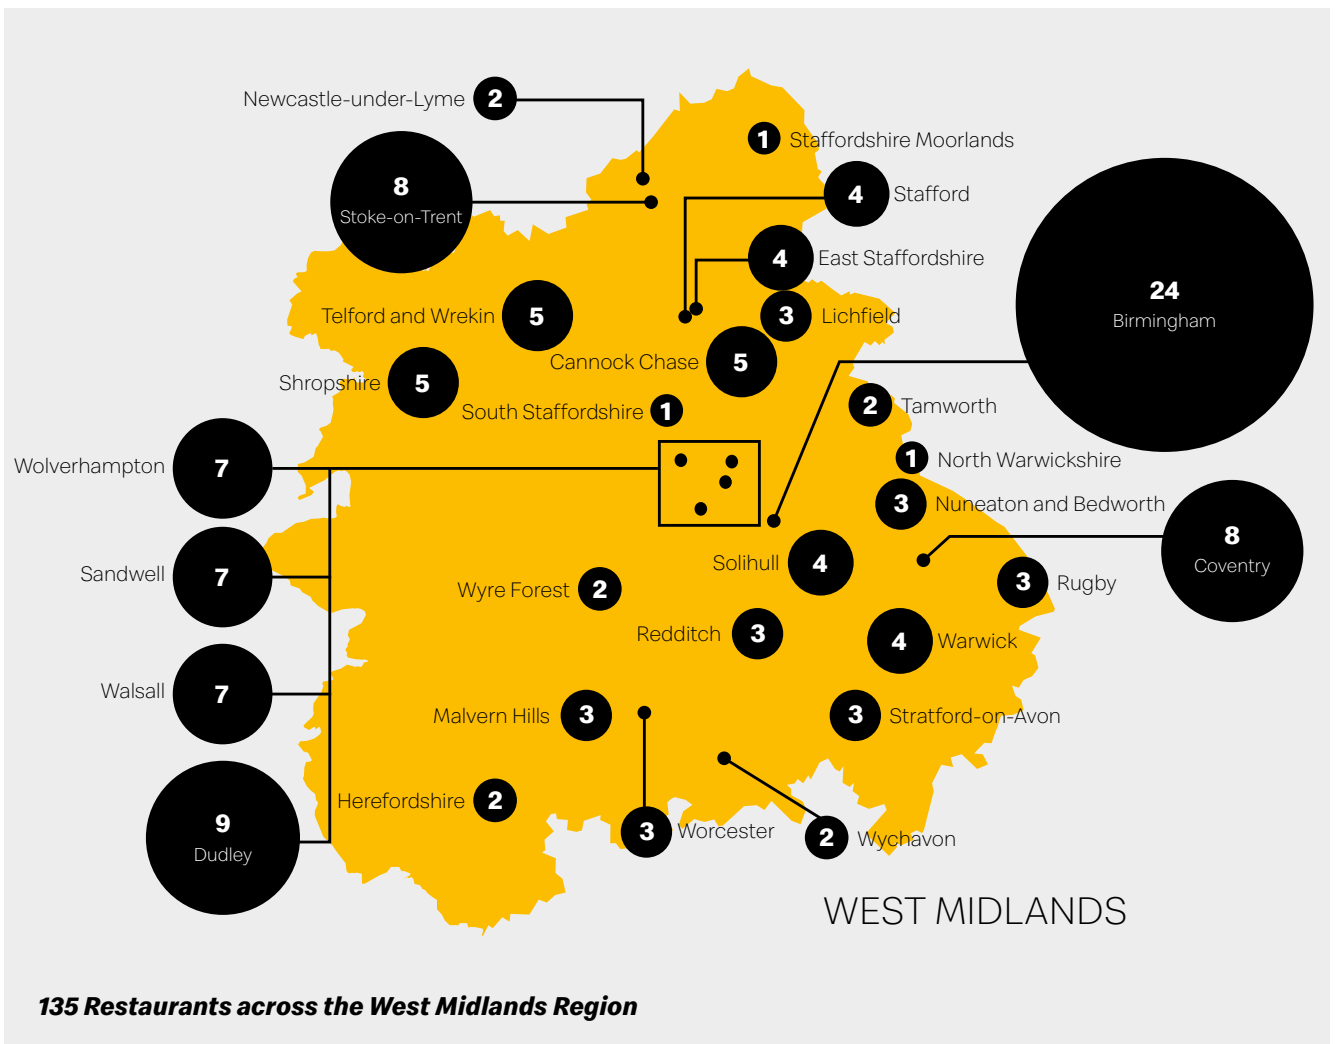 Newcastle-under-Lyme 2
1 Staffordshire Moorlands
8
Stoke-on-Trent
4 Stafford
4 East Staffordshire
24
Birmingham
Telford and Wrekin 5
3 Lichfield
Cannock Chase 5
Shropshire 5
South Staffordshire 1
2 Tamworth
Wolverhampton 7
1 North Warwickshire
3 Nuneaton and Bedworth
8
Coventry
Sandwell 7
Solihull 4
Wyre Forest 2
3 Rugby
Redditch 3
4 Warwick
Walsall 7
Malvern Hills 3
3 Stratford-on-Avon
Herefordshire 2
9
Dudley
3 Worcester
2 Wychavon
WEST MIDLANDS
135 Restaurants across the West Midlands Region